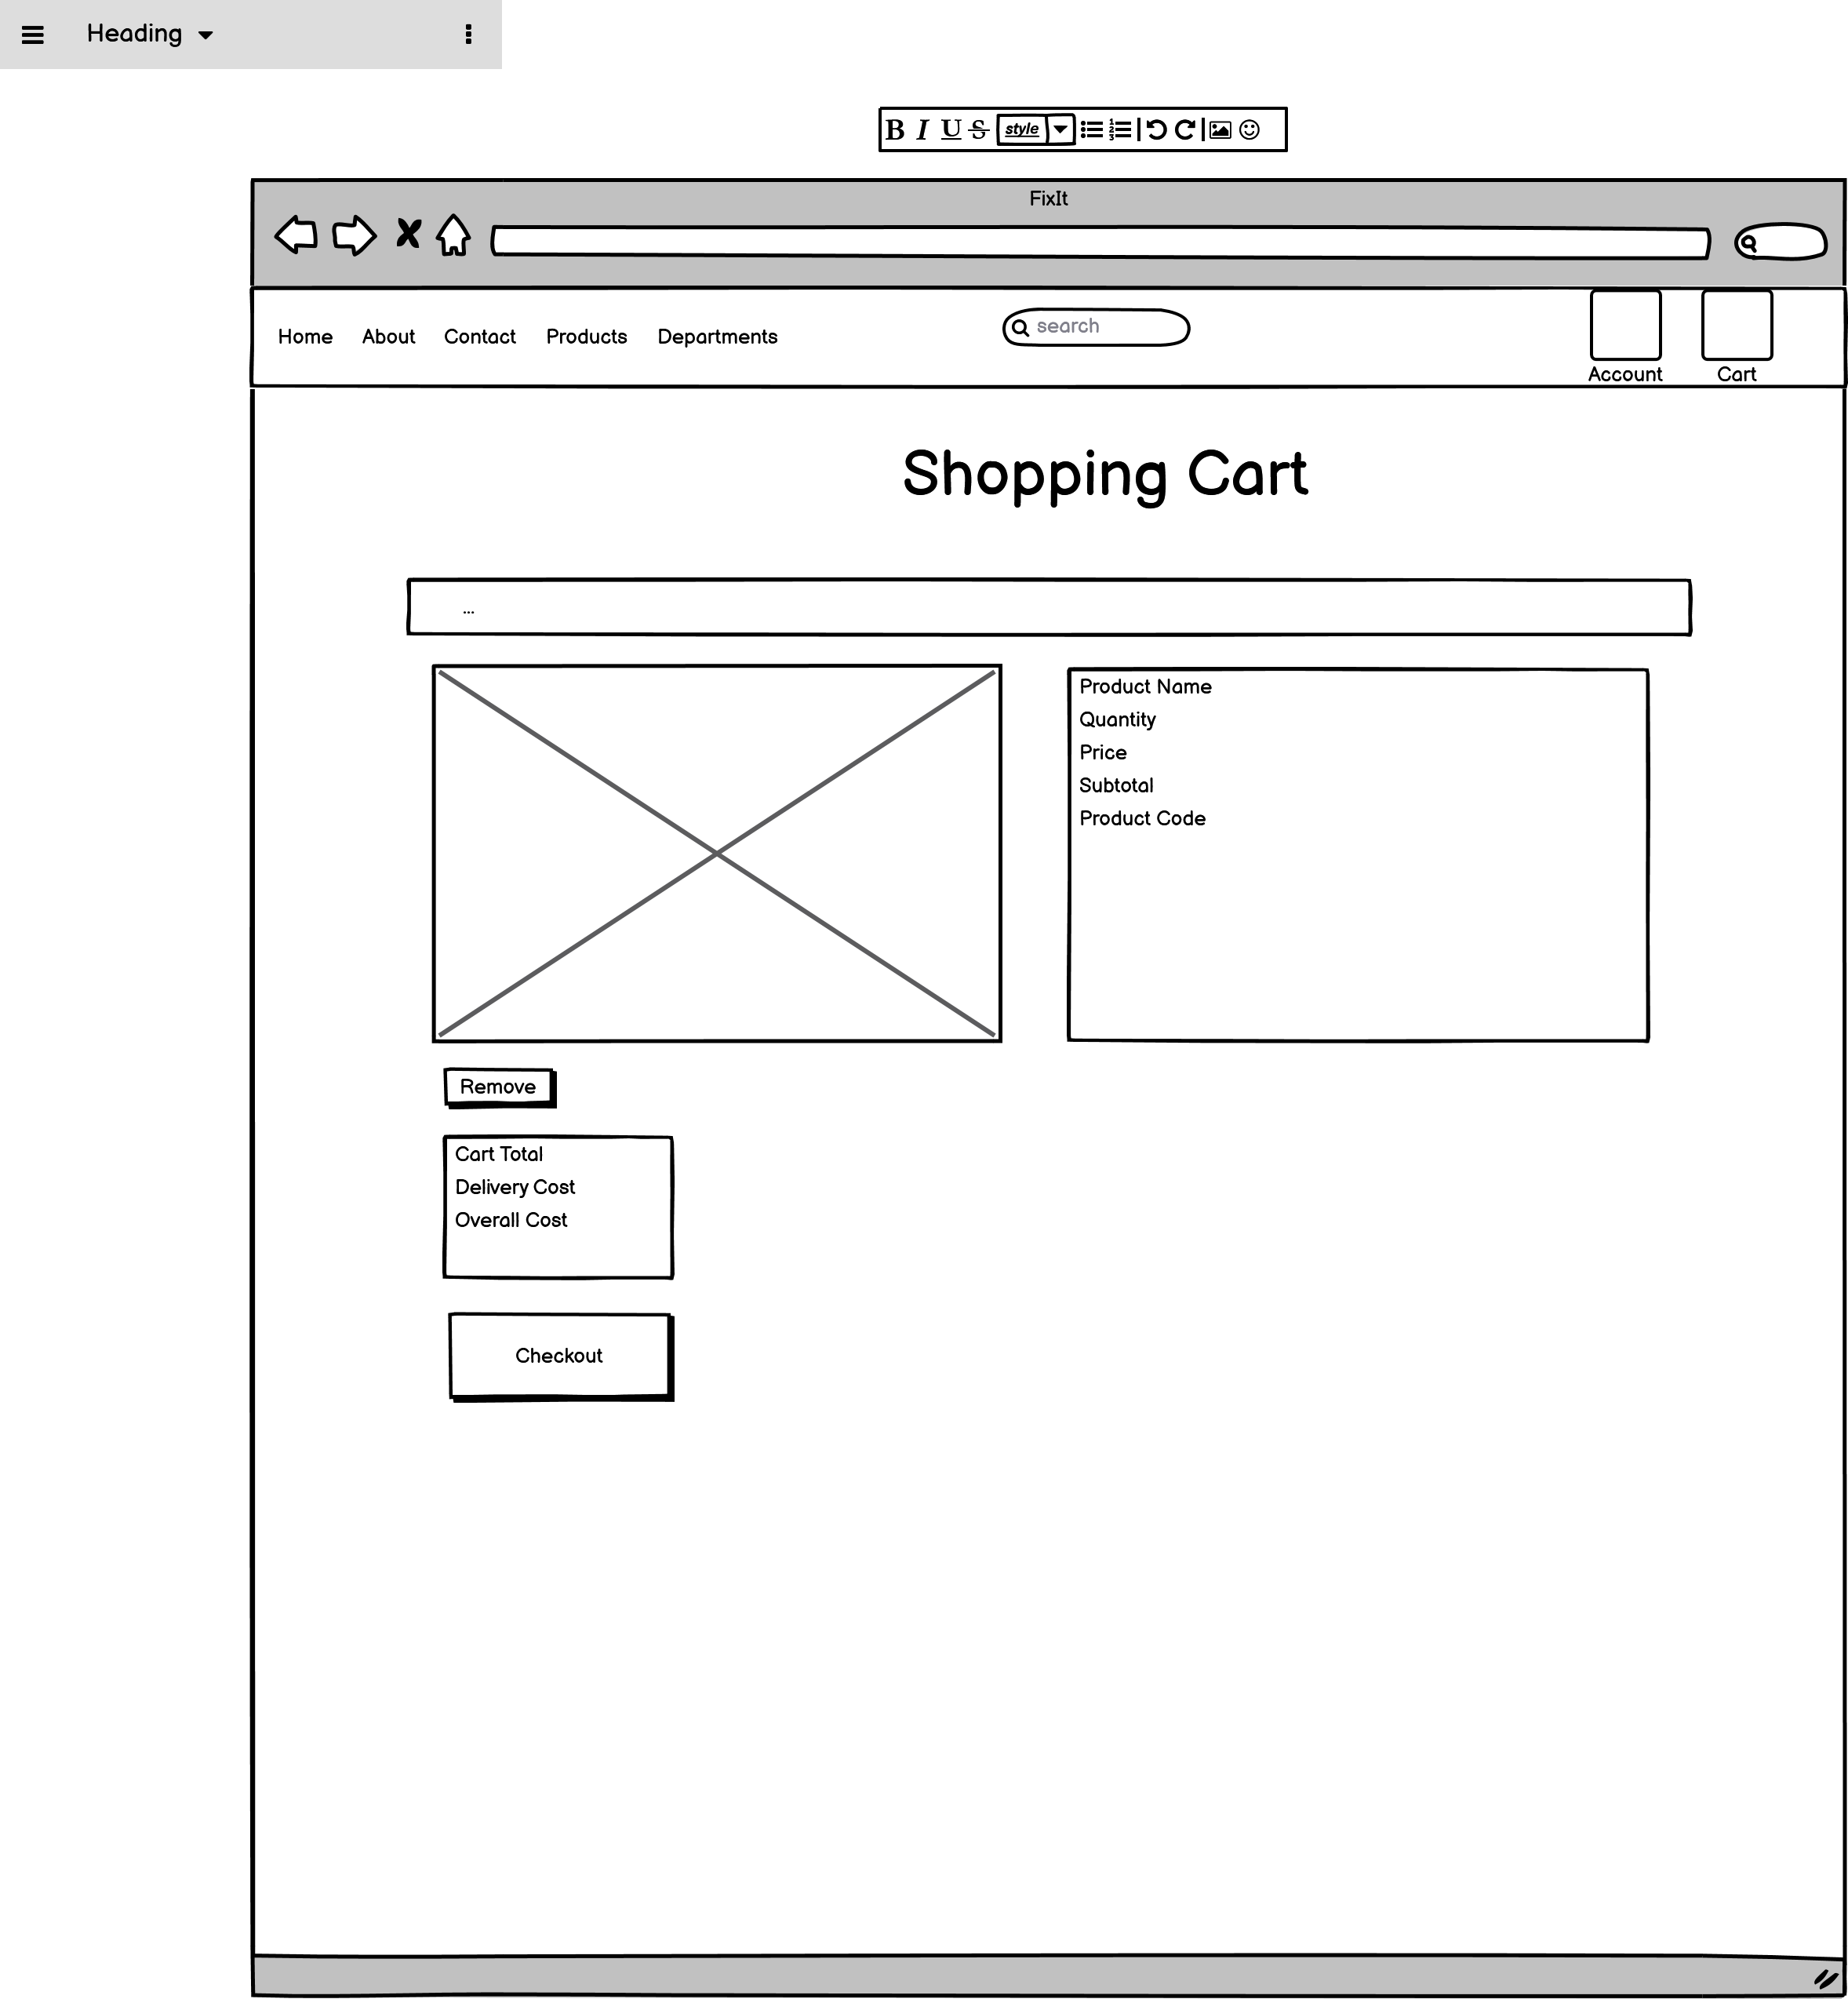 Heading
B I U S style
FixIt
Home About Contact Products Departments
search
Account Cart
Shopping Cart
...
Product Name
Quantity
Price
Subtotal
Product Code
Remove
Cart Total
Delivery Cost
Overall Cost
Checkout